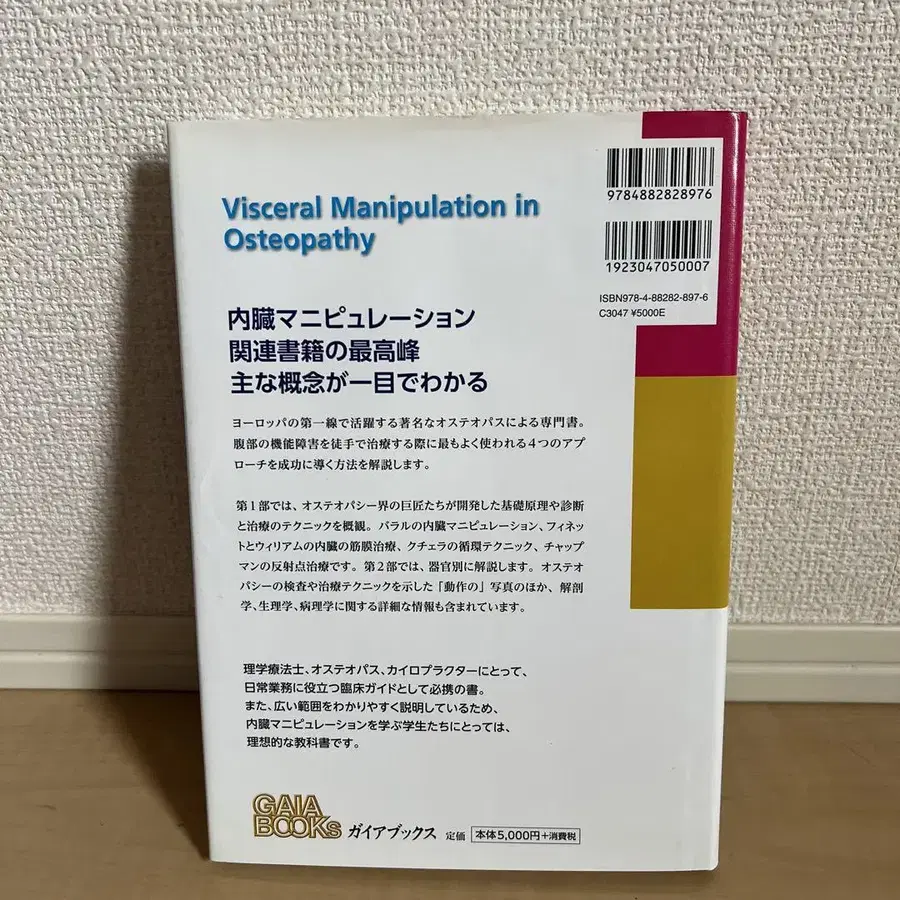 9784882828976
1923047050007
ISBN978-4-88282-897-6
C3047 ¥5000E
Visceral Manipulation in
Osteopathy
内臓マニピュレーション
関連書籍の最高峰
主な概念が一目でわかる
ヨーロッパの第一線で活躍する著名なオステオパスによる専門書。
腹部の機能障害を徒手で治療する際に最もよく使われる4つのアプ
ローチを成功に導く方法を解説します。
第1部では、オステオパシー界の巨匠たちが開発した基礎原理や診断
と治療のテクニックを概観。バラルの内臓マニピュレーション、フィネッ
トとウィリアムの内臓の筋膜治療、クチェラの循環テクニック、チャップ
マンの反射点治療です。第2部では、器官別に解説します。オステオ
パシーの検査や治療テクニックを示した「動作の」写真のほか、解剖
学、生理学、病理学に関する詳細な情報も含まれています。
理学療法士、オステオパス、カイロプラクターにとって、
日常業務に役立つ臨床ガイドとして必携の書。
また、広い範囲をわかりやすく説明しているため、
内臓マニピュレーションを学ぶ学生たちにとっては、
理想的な教科書です。
GAIA
BOOKs ガイアブックス 定価 本体5,000円+消費税